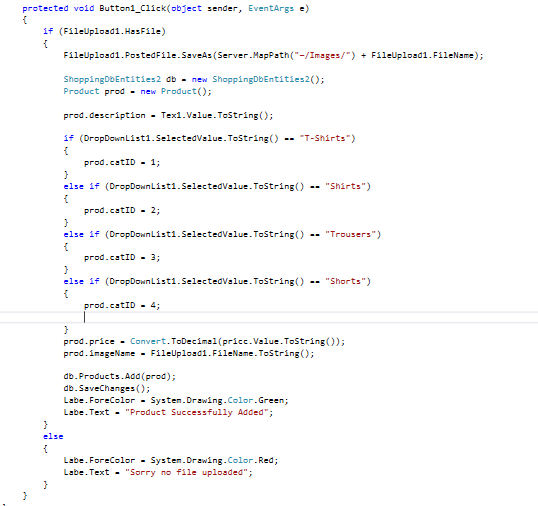 protected void Button1_Click(object sender, EventArgs e)
{
if (FileUpload1.HasFile)
{
FileUpload1.PostedFile.SaveAs(Server.MapPath("~/Images/") + FileUpload1.FileName);
ShoppingDbEntities2 db = new ShoppingDbEntities2();
Product prod = new Product();
prod.description = Tex1.Value.ToString();
if (DropDownList1.SelectedValue.ToString() == "T-Shirts")
{
prod.catID = 1;
}
else if (DropDownList1.SelectedValue.ToString() == "Shirts")
{
prod.catID = 2;
}
else if (DropDownList1.SelectedValue.ToString() == "Trousers")
{
prod.catID = 3;
}
else if (DropDownList1.SelectedValue.ToString() == "Shorts")
{
prod.catID = 4;
}
prod.price = Convert.ToDecimal(pricc.Value.ToString());
prod.imageName = FileUpload1.FileName.ToString();
db.Products.Add(prod);
db.SaveChanges();
Labe.ForeColor = System.Drawing.Color.Green;
Labe.Text = "Product Successfully Added";
}
else
{
Labe.ForeColor = System.Drawing.Color.Red;
Labe.Text = "Sorry no file uploaded";
}
}